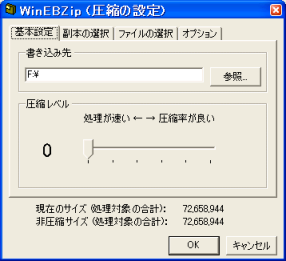 WinEBZip (圧縮の設定)
基本設定 副本の選択 ファイルの選択 オプション
書き込み先
F:¥
参照...
圧縮レベル
処理が速い ← → 圧縮率が良い
0
現在のサイズ (処理対象の合計): 72,658,944
非圧縮サイズ (処理対象の合計): 72,658,944
OK キャンセル